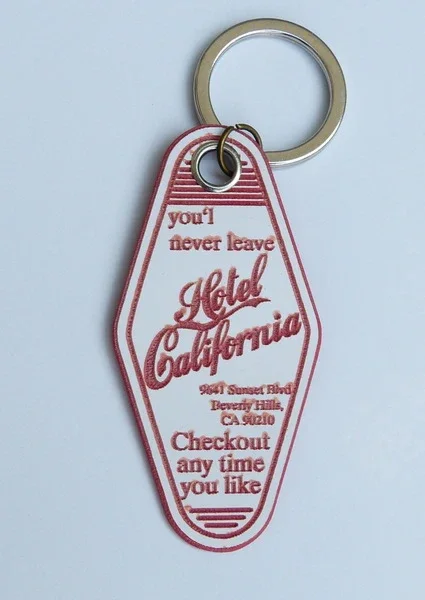 you'l
never leave
Hotel
California
9641 Sunset Blvd
Beverly Hills,
CA 90210
Checkout
any time
you like